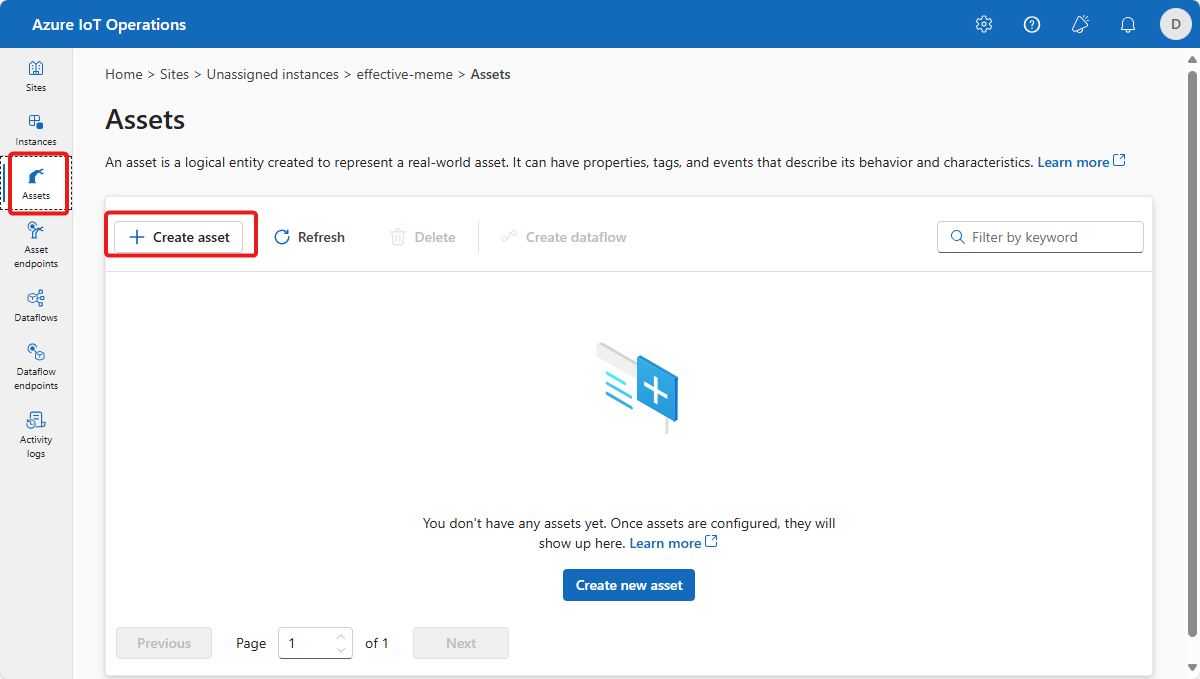 Azure IoT Operations
D
Sites
Instances
Assets
Asset
endpoints
Dataflows
Dataflow
endpoints
Activity
logs
Home > Sites > Unassigned instances > effective-meme > Assets
Assets
An asset is a logical entity created to represent a real-world asset. It can have properties, tags, and events that describe its behavior and characteristics. Learn more
Create asset Refresh Delete Create dataflow Filter by keyword
You don't have any assets yet. Once assets are configured, they will
show up here. Learn more
Create new asset
Previous Page 1 of 1 Next